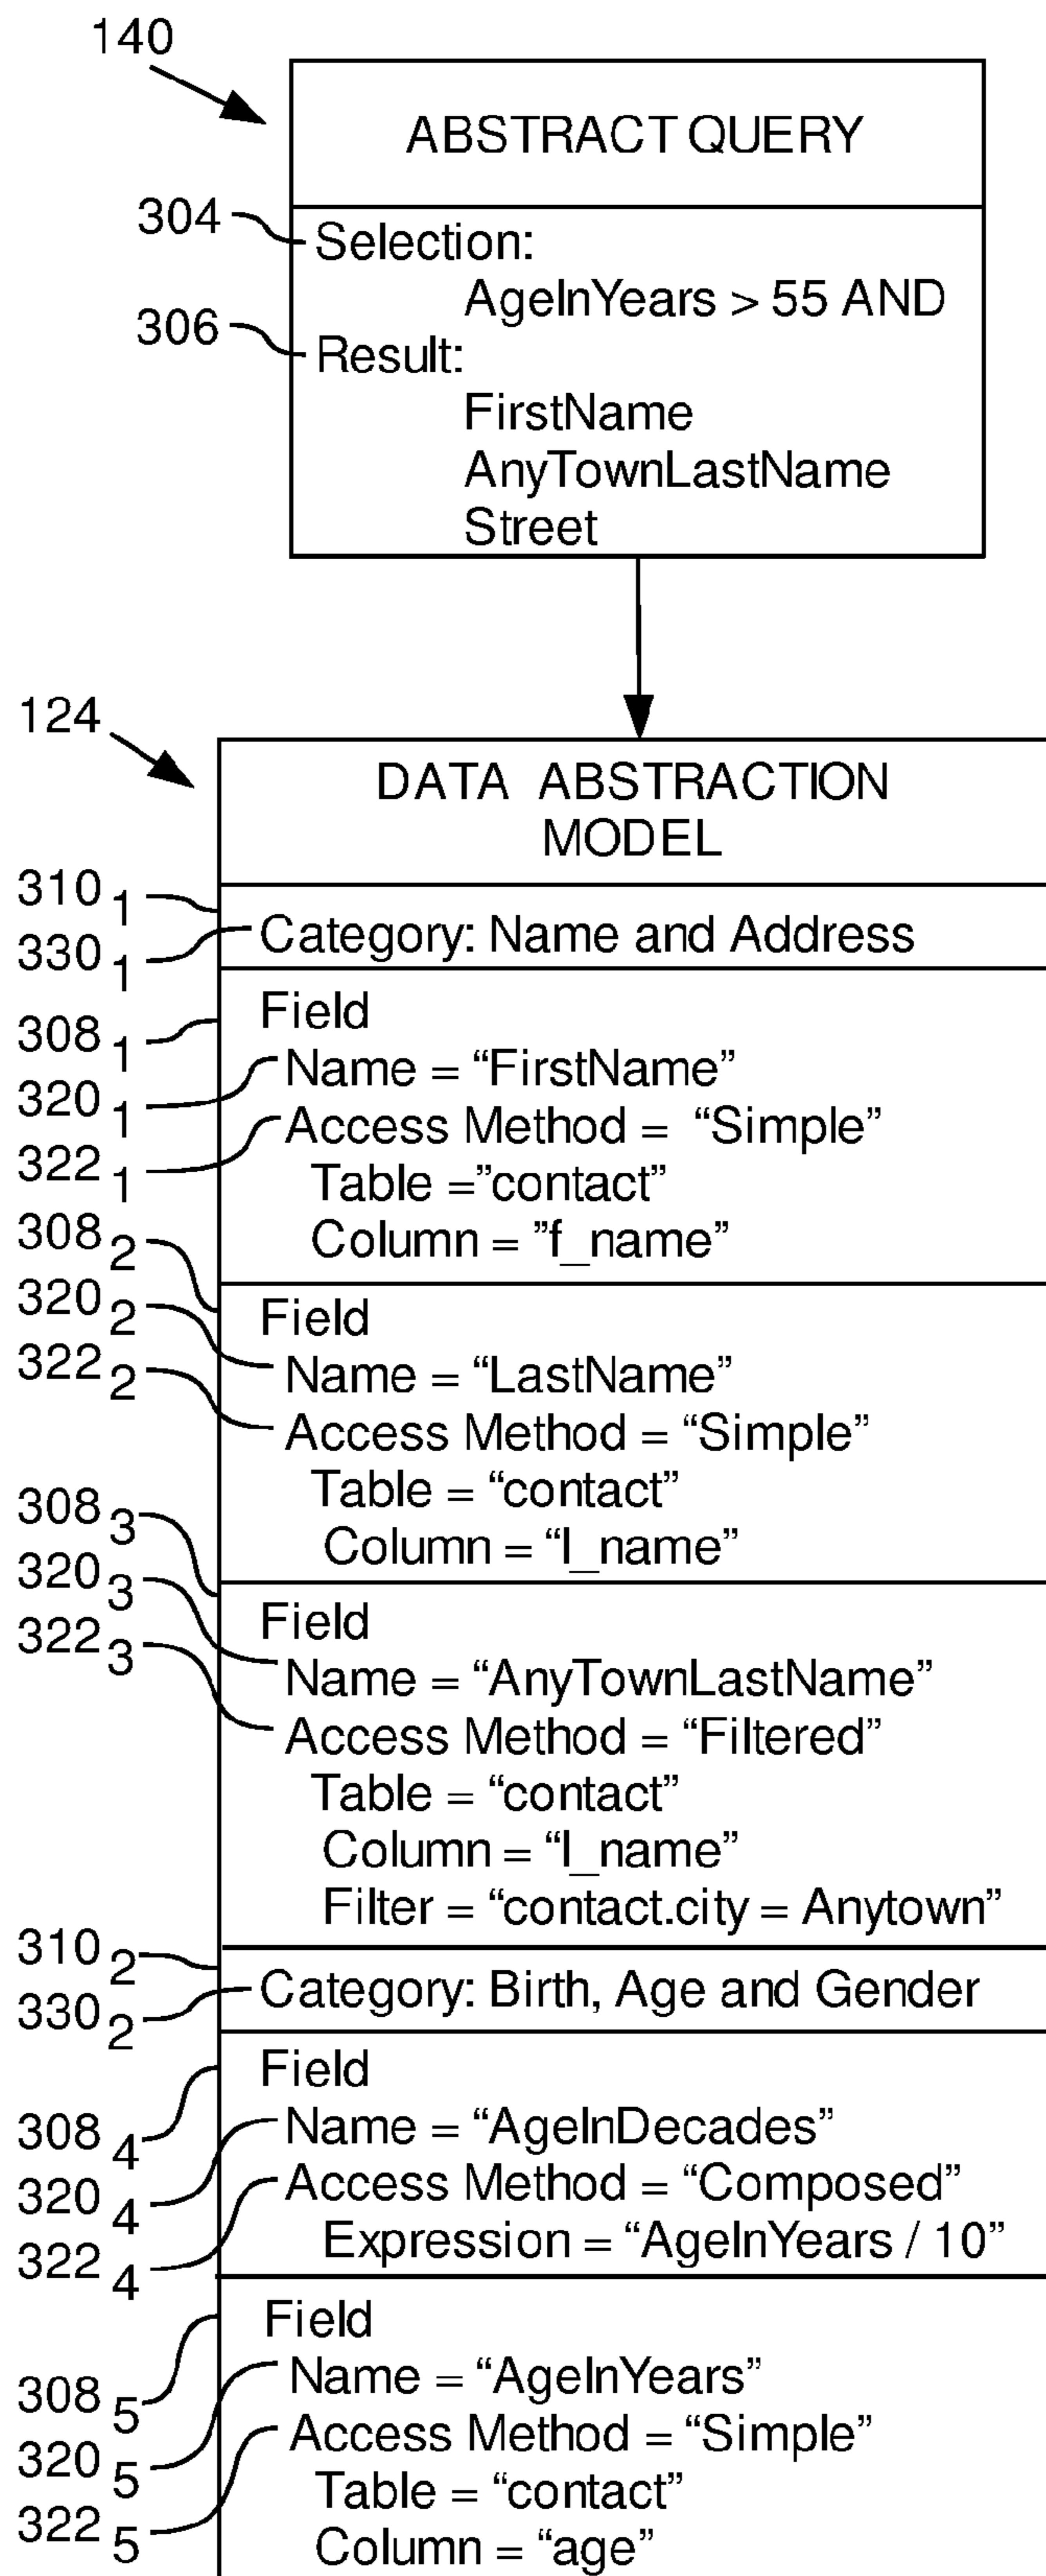 140
ABSTRACT QUERY
304
Selection:
AgeInYears > 55 AND
306
Result:
FirstName
AnyTownLastName
Street
124
DATA ABSTRACTION
MODEL
310 1
330 1
Category: Name and Address
308 1
Field
320 1
Name = “FirstName”
322 1
Access Method = “Simple”
Table =”contact”
Column = ”f_name”
308 2
Field
320 2
Name = “LastName”
322 2
Access Method = “Simple”
Table = “contact”
Column = “l_name”
308 3
Field
320 3
Name = “AnyTownLastName”
322 3
Access Method = “Filtered”
Table = “contact”
Column = “l_name”
Filter = “contact.city = Anytown”
310 2
330 2
Category: Birth, Age and Gender
308 4
Field
320 4
Name = “AgeInDecades”
322 4
Access Method = “Composed”
Expression = “AgeInYears / 10”
308 5
Field
320 5
Name = “AgeInYears”
322 5
Access Method = “Simple”
Table = “contact”
Column = “age”